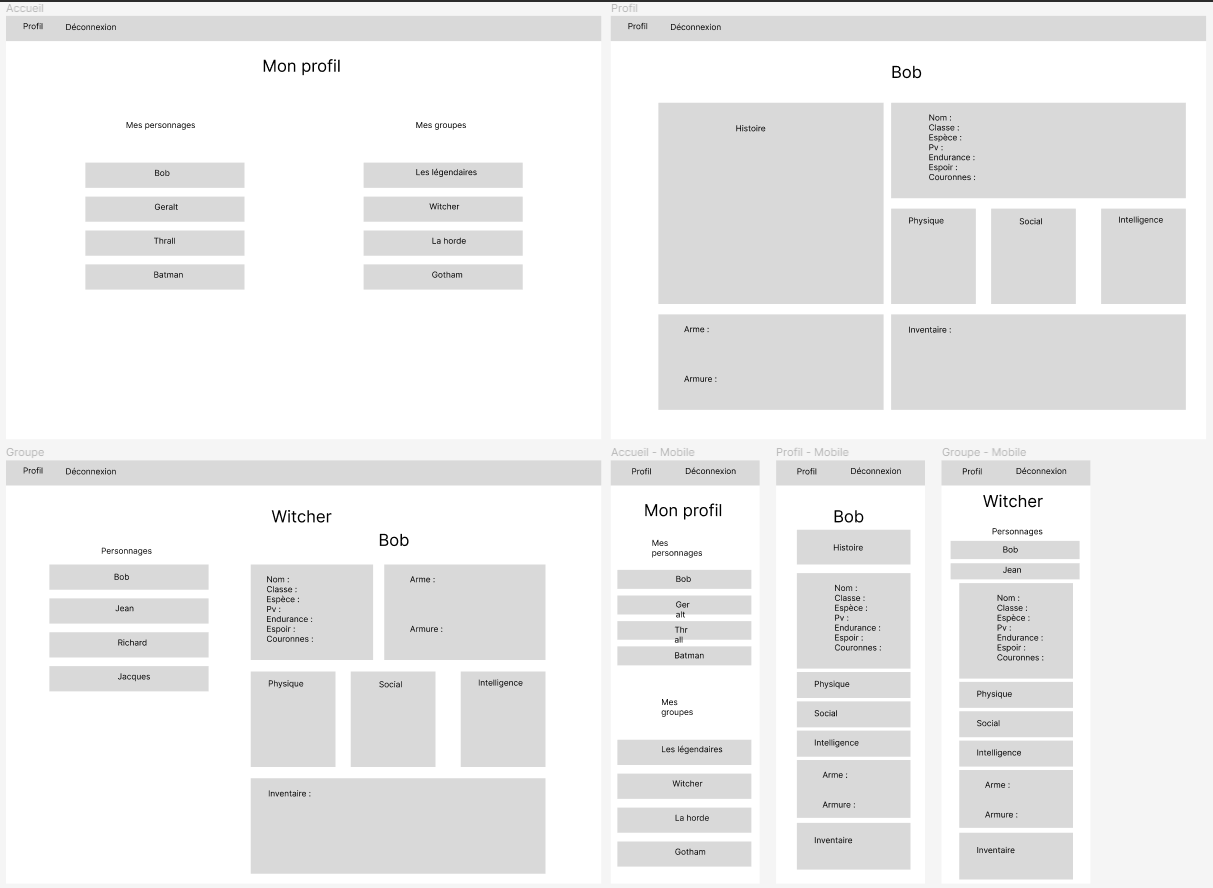 Accueil
Profil Déconnexion
Mon profil
Mes personnages
Bob
Geralt
Thrall
Batman
Mes groupes
Les légendaires
Witcher
La horde
Gotham
Profil
Profil Déconnexion
Bob
Histoire
Nom :
Classe :
Espèce :
Pv :
Endurance :
Espoir :
Couronnes :
Physique
Social
Intelligence
Arme :
Armure :
Inventaire :
Groupe
Profil Déconnexion
Witcher
Personnages
Bob
Jean
Richard
Jacques
Bob
Nom :
Classe :
Espèce :
Pv :
Endurance :
Espoir :
Couronnes :
Arme :
Armure :
Physique
Social
Intelligence
Inventaire :
Accueil - Mobile
Profil Déconnexion
Mon profil
Mes
personnages
Bob
Ger
alt
Thr
all
Batman
Mes
groupes
Les légendaires
Witcher
La horde
Gotham
Profil - Mobile
Profil Déconnexion
Bob
Histoire
Nom :
Classe :
Espèce :
Pv :
Endurance :
Espoir :
Couronnes :
Physique
Social
Intelligence
Arme :
Armure :
Inventaire
Groupe - Mobile
Profil Déconnexion
Witcher
Personnages
Bob
Jean
Nom :
Classe :
Espèce :
Pv :
Endurance :
Espoir :
Couronnes :
Physique
Social
Intelligence
Arme :
Armure :
Inventaire